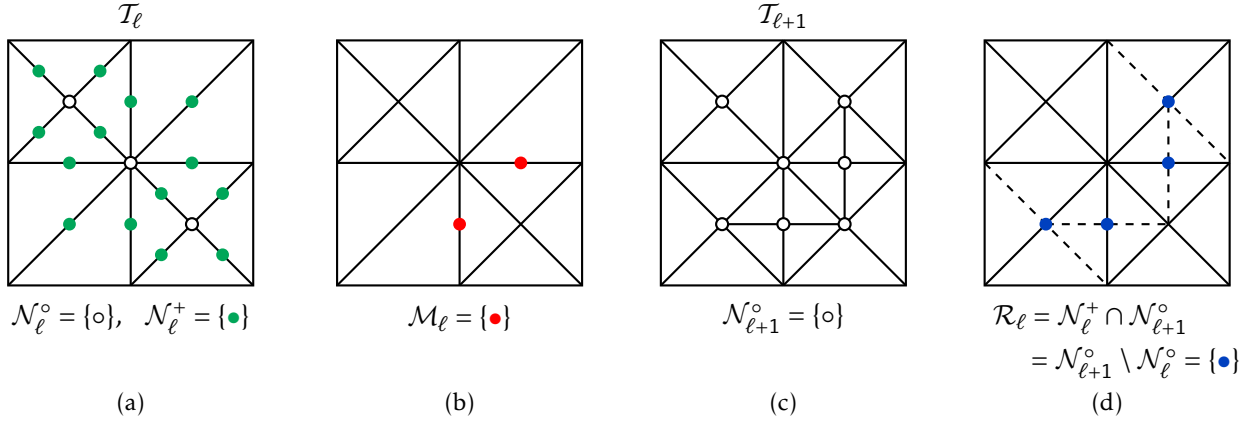 𝒯_ℓ
𝒯_{ℓ+1}
𝒩_ℓ^∘ = {∘}, 𝒩_ℓ^+ = {•}
ℳ_ℓ = {•}
𝒩_{ℓ+1}^∘ = {∘}
ℛ_ℓ = 𝒩_ℓ^+ ∩ 𝒩_{ℓ+1}^∘
= 𝒩_{ℓ+1}^∘ \ 𝒩_ℓ^∘ = {•}
(a)
(b)
(c)
(d)